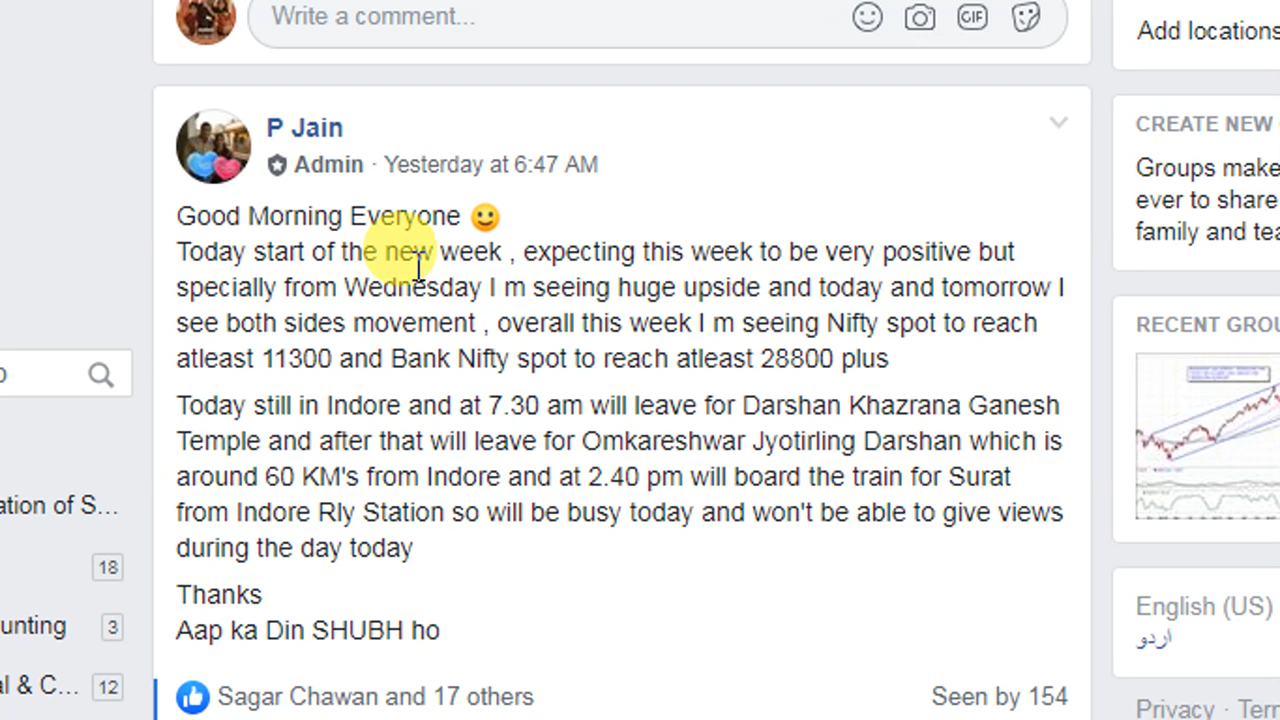 Write a comment...
GIF
Add locations
P Jain
Admin · Yesterday at 6:47 AM
Good Morning Everyone 🙂
Today start of the new week , expecting this week to be very positive but
specially from Wednesday I m seeing huge upside and today and tomorrow I
see both sides movement , overall this week I m seeing Nifty spot to reach
atleast 11300 and Bank Nifty spot to reach atleast 28800 plus
Today still in Indore and at 7.30 am will leave for Darshan Khazrana Ganesh
Temple and after that will leave for Omkareshwar Jyotirling Darshan which is
around 60 KM's from Indore and at 2.40 pm will board the train for Surat
from Indore Rly Station so will be busy today and won't be able to give views
during the day today
Thanks
Aap ka Din SHUBH ho
Sagar Chawan and 17 others
Seen by 154
ation of S...
18
unting
3
al & C...
12
CREATE NEW
Groups make
ever to share
family and tea
RECENT GROU
English (US)
اردو
Privacy · Ter